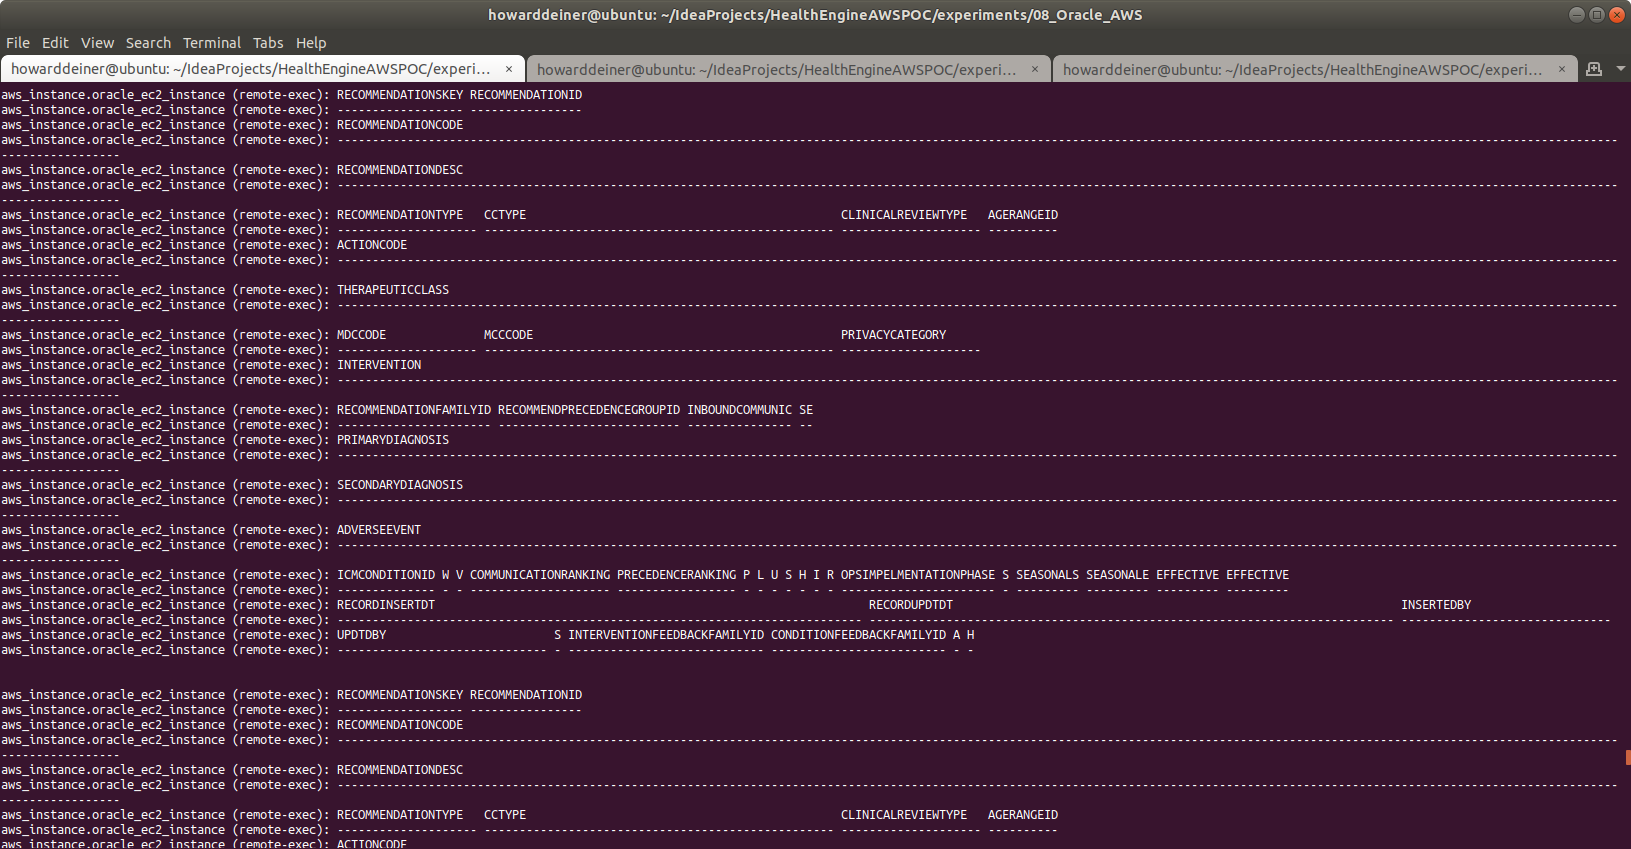 howarddeiner@ubuntu: ~/IdeaProjects/HealthEngineAWSPOC/experiments/08_Oracle_AWS
File Edit View Search Terminal Tabs Help
howarddeiner@ubuntu: ~/IdeaProjects/HealthEngineAWSPOC/experi... × howarddeiner@ubuntu: ~/IdeaProjects/HealthEngineAWSPOC/experi... × howarddeiner@ubuntu: ~/IdeaProjects/HealthEngineAWSPOC/experi... ×
aws_instance.oracle_ec2_instance (remote-exec): RECOMMENDATIONSKEY RECOMMENDATIONID
aws_instance.oracle_ec2_instance (remote-exec): ------------------ ----------------
aws_instance.oracle_ec2_instance (remote-exec): RECOMMENDATIONCODE
aws_instance.oracle_ec2_instance (remote-exec): ---------------------------------------------------------------------------------------------------------------------------------------------------------------------------------------
-----------------
aws_instance.oracle_ec2_instance (remote-exec): RECOMMENDATIONDESC
aws_instance.oracle_ec2_instance (remote-exec): ---------------------------------------------------------------------------------------------------------------------------------------------------------------------------------------
-----------------
aws_instance.oracle_ec2_instance (remote-exec): RECOMMENDATIONTYPE   CCTYPE                                             CLINICALREVIEWTYPE   AGERANGEID
aws_instance.oracle_ec2_instance (remote-exec): -------------------- -------------------------------------------------- -------------------- ----------
aws_instance.oracle_ec2_instance (remote-exec): ACTIONCODE
aws_instance.oracle_ec2_instance (remote-exec): ---------------------------------------------------------------------------------------------------------------------------------------------------------------------------------------
-----------------
aws_instance.oracle_ec2_instance (remote-exec): THERAPEUTICCLASS
aws_instance.oracle_ec2_instance (remote-exec): ---------------------------------------------------------------------------------------------------------------------------------------------------------------------------------------
-----------------
aws_instance.oracle_ec2_instance (remote-exec): MDCCODE              MCCCODE                                            PRIVACYCATEGORY
aws_instance.oracle_ec2_instance (remote-exec): -------------------- -------------------------------------------------- --------------------
aws_instance.oracle_ec2_instance (remote-exec): INTERVENTION
aws_instance.oracle_ec2_instance (remote-exec): ---------------------------------------------------------------------------------------------------------------------------------------------------------------------------------------
-----------------
aws_instance.oracle_ec2_instance (remote-exec): RECOMMENDATIONFAMILYID RECOMMENDPRECEDENCEGROUPID INBOUNDCOMMUNIC SE
aws_instance.oracle_ec2_instance (remote-exec): ---------------------- -------------------------- --------------- --
aws_instance.oracle_ec2_instance (remote-exec): PRIMARYDIAGNOSIS
aws_instance.oracle_ec2_instance (remote-exec): ---------------------------------------------------------------------------------------------------------------------------------------------------------------------------------------
-----------------
aws_instance.oracle_ec2_instance (remote-exec): SECONDARYDIAGNOSIS
aws_instance.oracle_ec2_instance (remote-exec): ---------------------------------------------------------------------------------------------------------------------------------------------------------------------------------------
-----------------
aws_instance.oracle_ec2_instance (remote-exec): ADVERSEEVENT
aws_instance.oracle_ec2_instance (remote-exec): ---------------------------------------------------------------------------------------------------------------------------------------------------------------------------------------
-----------------
aws_instance.oracle_ec2_instance (remote-exec): ICMCONDITIONID W V COMMUNICATIONRANKING PRECEDENCERANKING P L U S H I R OPSIMPELMENTATIONPHASE S SEASONALS SEASONALE EFFECTIVE EFFECTIVE
aws_instance.oracle_ec2_instance (remote-exec): -------------- - - -------------------- ----------------- - - - - - - - ---------------------- - --------- --------- --------- ---------
aws_instance.oracle_ec2_instance (remote-exec): RECORDINSERTDT                                                              RECORDUPDTDT                                                                INSERTEDBY
aws_instance.oracle_ec2_instance (remote-exec): --------------------------------------------------------------------------- --------------------------------------------------------------------------- ------------------------------
aws_instance.oracle_ec2_instance (remote-exec): UPDTDBY                        S INTERVENTIONFEEDBACKFAMILYID CONDITIONFEEDBACKFAMILYID A H
aws_instance.oracle_ec2_instance (remote-exec): ------------------------------ - ---------------------------- ------------------------- - -
aws_instance.oracle_ec2_instance (remote-exec): RECOMMENDATIONSKEY RECOMMENDATIONID
aws_instance.oracle_ec2_instance (remote-exec): ------------------ ----------------
aws_instance.oracle_ec2_instance (remote-exec): RECOMMENDATIONCODE
aws_instance.oracle_ec2_instance (remote-exec): ---------------------------------------------------------------------------------------------------------------------------------------------------------------------------------------
-----------------
aws_instance.oracle_ec2_instance (remote-exec): RECOMMENDATIONDESC
aws_instance.oracle_ec2_instance (remote-exec): ---------------------------------------------------------------------------------------------------------------------------------------------------------------------------------------
-----------------
aws_instance.oracle_ec2_instance (remote-exec): RECOMMENDATIONTYPE   CCTYPE                                             CLINICALREVIEWTYPE   AGERANGEID
aws_instance.oracle_ec2_instance (remote-exec): -------------------- -------------------------------------------------- -------------------- ----------
aws_instance.oracle_ec2_instance (remote-exec): ACTIONCODE